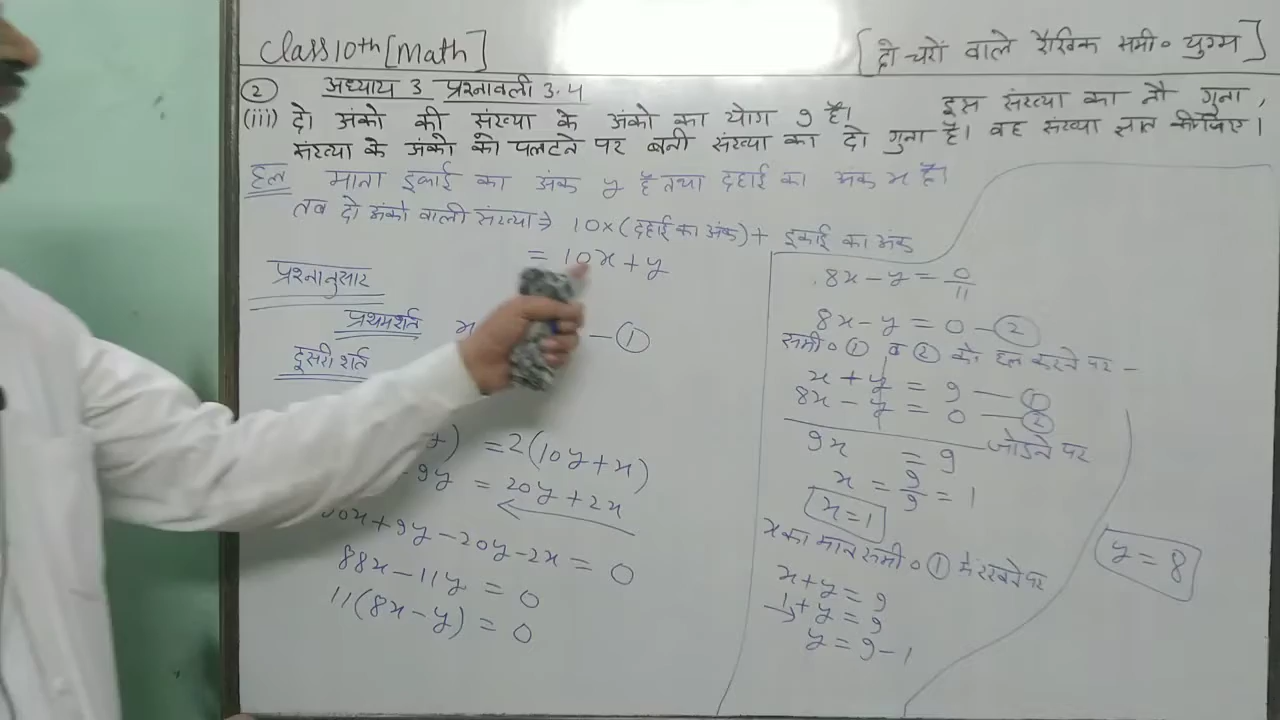 Class 10th [Math]
[दो चरों वाले रैखिक समी० युग्म]
② अध्याय 3 प्रश्नावली 3.4
(iii) दो अंको की संख्या के अंको का योग 9 है। इस संख्या का नौ गुना,
संख्या के अंको को पलटने पर बनी संख्या का दो गुना है। वह संख्या ज्ञात कीजिए।
हल माना इकाई का अंक y है तथा दहाई का अंक x है।
तब दो अंको वाली संख्या ⇒ 10×(दहाई का अंक) + इकाई का अंक
= 10x + y
प्रश्नानुसार
प्रथम शर्त x — ①
दूसरी शर्त
) = 2(10y + x)
9y = 20y + 2x
+ 9y - 20y - 2x = 0
88x - 11y = 0
11(8x - y) = 0
8x - y = 0/11
8x - y = 0 — ②
समी० ① व ② को हल करने पर -
x + y = 9 — ①
8x - y = 0 — ②
जोडने पर
9x = 9
x = 9/9 = 1
x = 1
x का मान समी० ① में रखने पर
x + y = 9
1 + y = 9
y = 9 - 1
y = 8